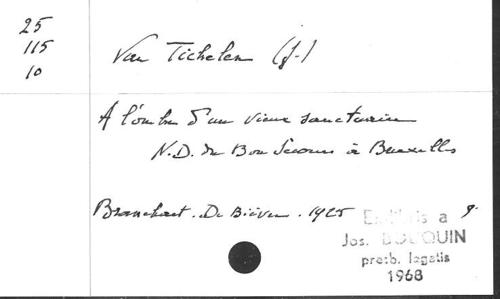 25
115
10
Van Tichelen (J.)
A l'ombre d'un vieux sanctuaire
N.D. du Bon Secours à Bruxelles
Branchart. De Bièvre. 1925 g.
Ex libris a
Jos. BOUQUIN
presb. legatis
1968